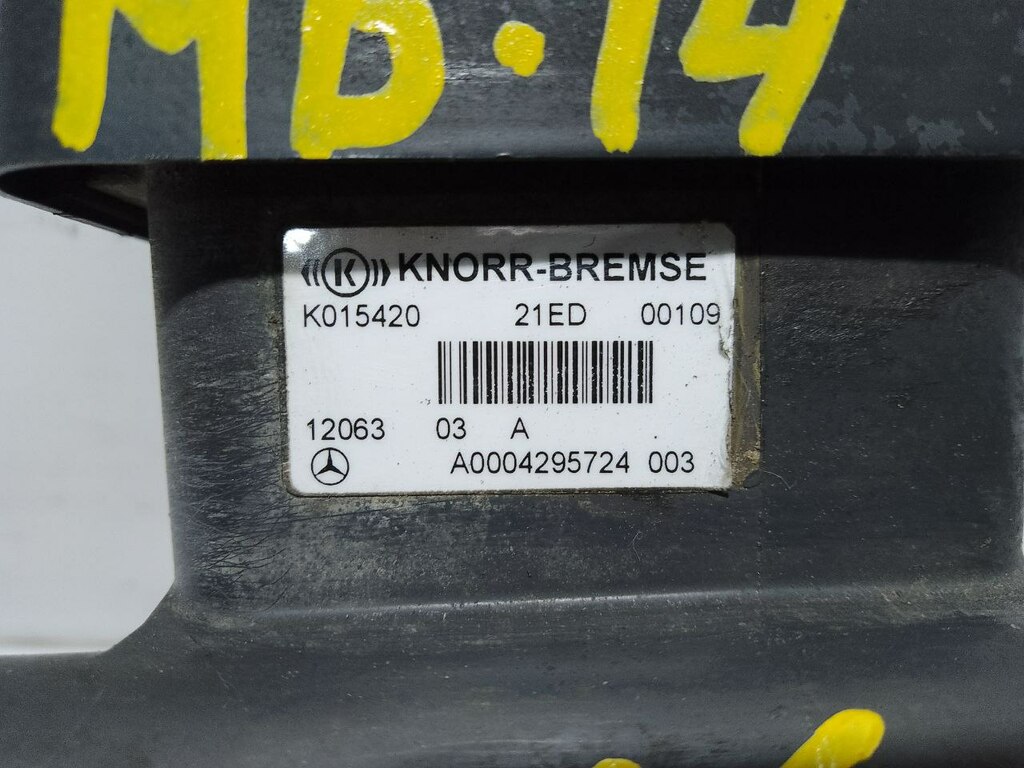 MB.14
KNORR-BREMSE
K015420 21ED 00109
12063 03 A
A0004295724 003